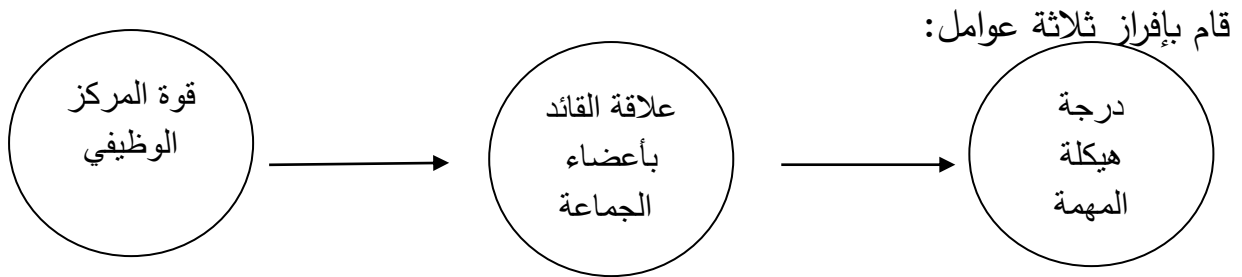 قام بإفراز ثلاثة عوامل:
درجة
هيكلة
المهمة
علاقة القائد
بأعضاء
الجماعة
قوة المركز
الوظيفي